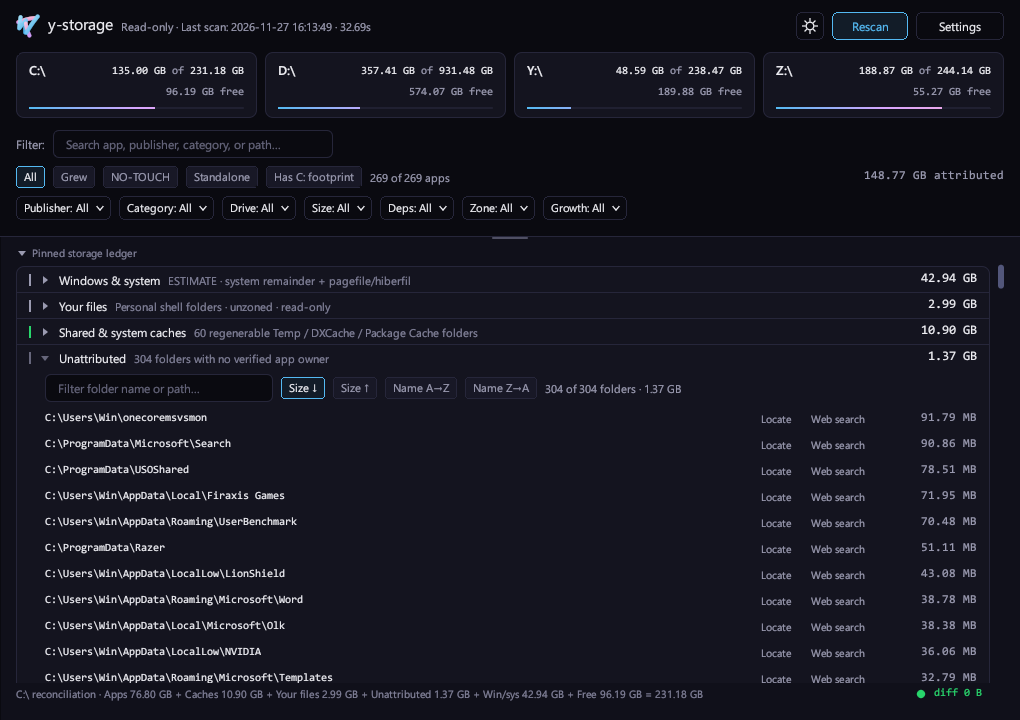 y-storage Read-only · Last scan: 2026-11-27 16:13:49 · 32.69s Rescan Settings
C:\ 135.00 GB of 231.18 GB
96.19 GB free
D:\ 357.41 GB of 931.48 GB
574.07 GB free
Y:\ 48.59 GB of 238.47 GB
189.88 GB free
Z:\ 188.87 GB of 244.14 GB
55.27 GB free
Filter: Search app, publisher, category, or path...
All Grew NO-TOUCH Standalone Has C: footprint 269 of 269 apps 148.77 GB attributed
Publisher: All Category: All Drive: All Size: All Deps: All Zone: All Growth: All
Pinned storage ledger
Windows & system ESTIMATE · system remainder + pagefile/hiberfil 42.94 GB
Your files Personal shell folders · unzoned · read-only 2.99 GB
Shared & system caches 60 regenerable Temp / DXCache / Package Cache folders 10.90 GB
Unattributed 304 folders with no verified app owner 1.37 GB
Filter folder name or path... Size ↓ Size ↑ Name A→Z Name Z→A 304 of 304 folders · 1.37 GB
C:\Users\Win\onecoremsvsmon Locate Web search 91.79 MB
C:\ProgramData\Microsoft\Search Locate Web search 90.86 MB
C:\ProgramData\USOShared Locate Web search 78.51 MB
C:\Users\Win\AppData\Local\Firaxis Games Locate Web search 71.95 MB
C:\Users\Win\AppData\Roaming\UserBenchmark Locate Web search 70.48 MB
C:\ProgramData\Razer Locate Web search 51.11 MB
C:\Users\Win\AppData\LocalLow\LionShield Locate Web search 43.08 MB
C:\Users\Win\AppData\Roaming\Microsoft\Word Locate Web search 38.78 MB
C:\Users\Win\AppData\Local\Microsoft\Olk Locate Web search 38.38 MB
C:\Users\Win\AppData\LocalLow\NVIDIA Locate Web search 36.06 MB
C:\Users\Win\AppData\Roaming\Microsoft\Templates Locate Web search 32.79 MB
C:\ reconciliation · Apps 76.80 GB + Caches 10.90 GB + Your files 2.99 GB + Unattributed 1.37 GB + Win/sys 42.94 GB + Free 96.19 GB = 231.18 GB diff 0 B